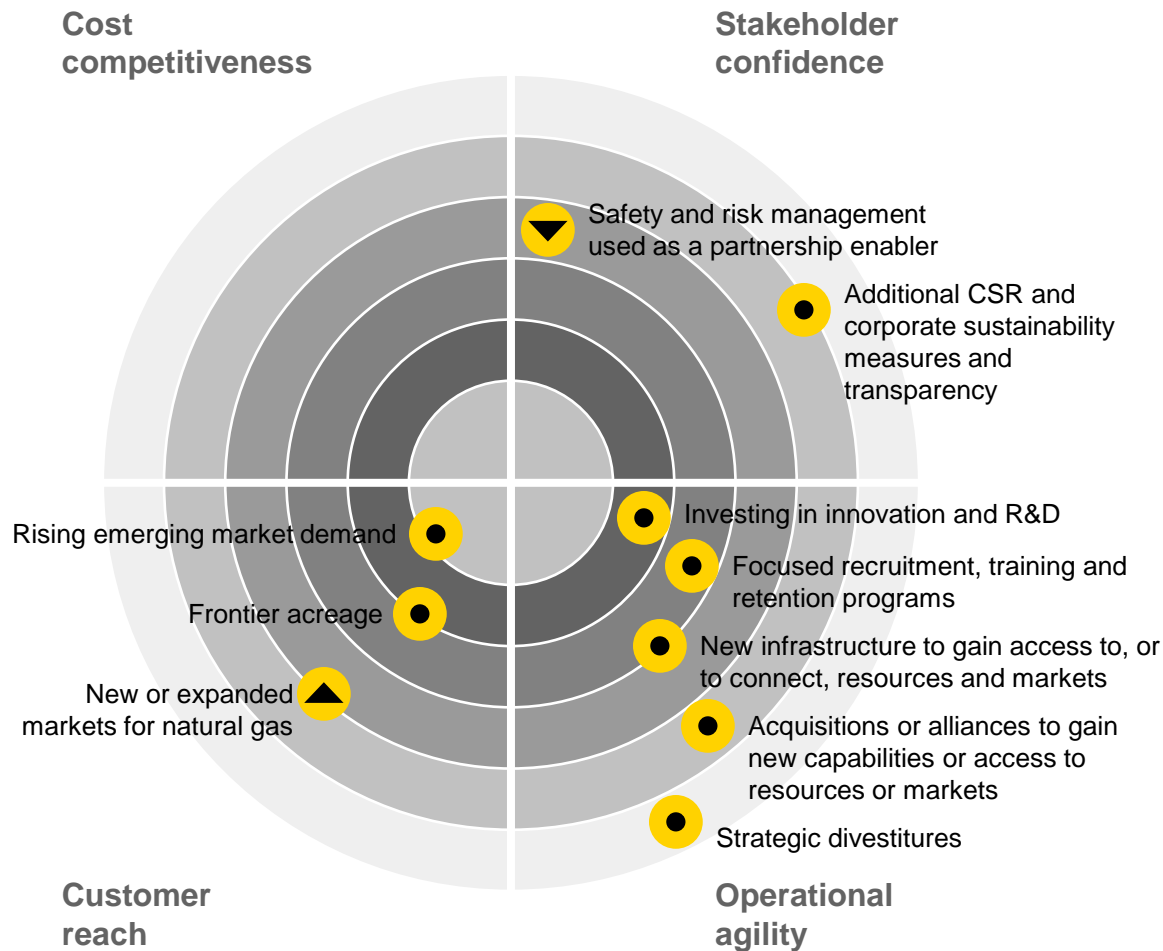 Cost
competitiveness
Stakeholder
confidence
Safety and risk management
used as a partnership enabler
Additional CSR and
corporate sustainability
measures and
transparency
Rising emerging market demand
Frontier acreage
New or expanded
markets for natural gas
Investing in innovation and R&D
Focused recruitment, training and
retention programs
New infrastructure to gain access to, or
to connect, resources and markets
Acquisitions or alliances to gain
new capabilities or access to
resources or markets
Strategic divestitures
Customer
reach
Operational
agility